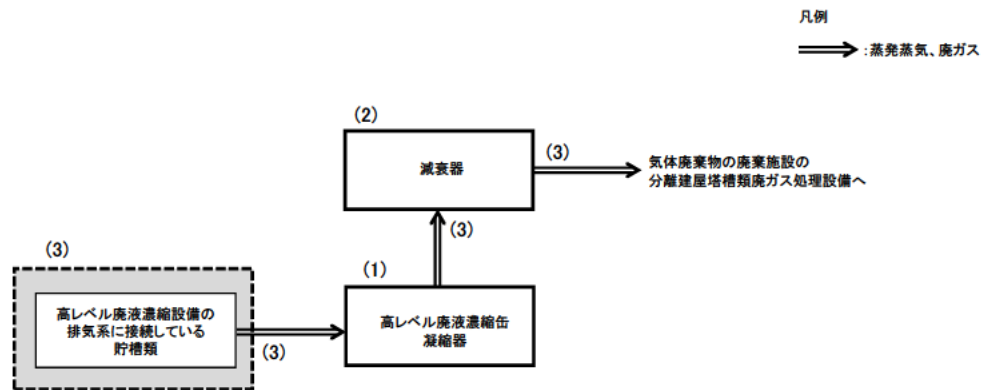 凡例
:蒸発蒸気、廃ガス
(2)
減衰器
(3)
気体廃棄物の廃棄施設の
分離建屋塔槽類廃ガス処理設備へ
(3)
(3)
(1)
高レベル廃液濃縮設備の
排気系に接続している
貯槽類
(3)
高レベル廃液濃縮缶
凝縮器